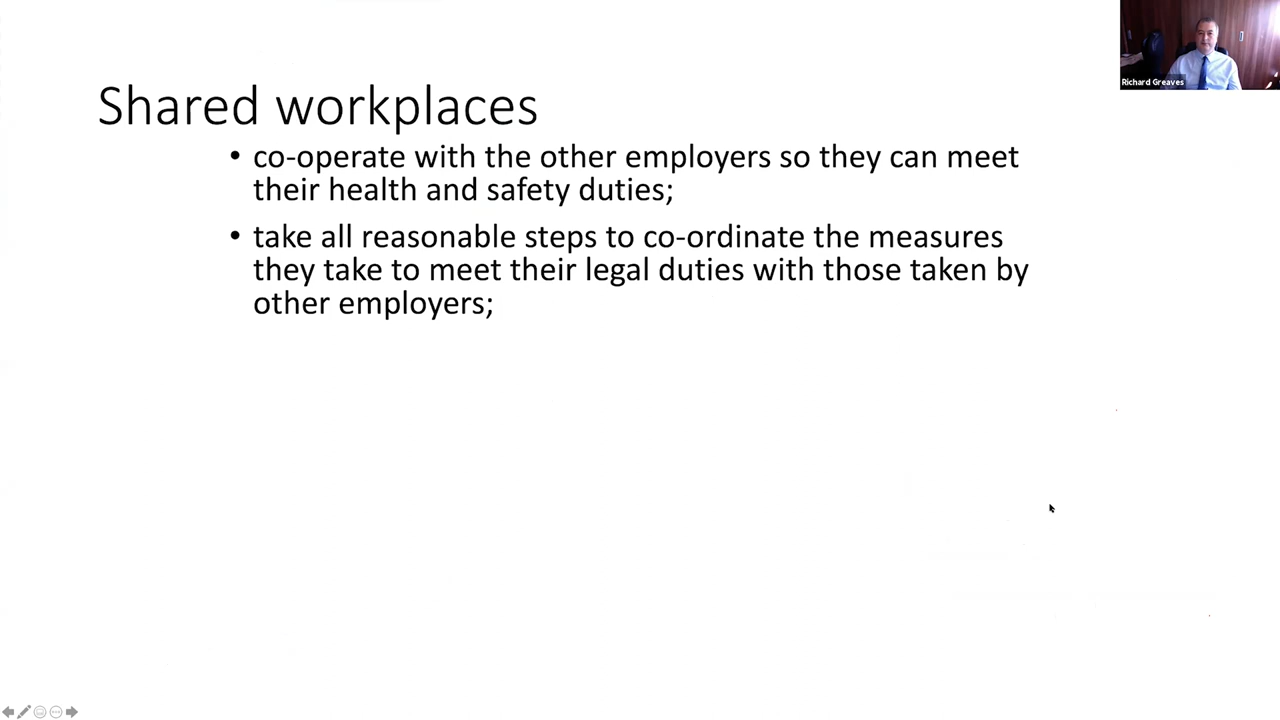 Richard Greaves
Shared workplaces
• co-operate with the other employers so they can meet
their health and safety duties;
• take all reasonable steps to co-ordinate the measures
they take to meet their legal duties with those taken by
other employers;